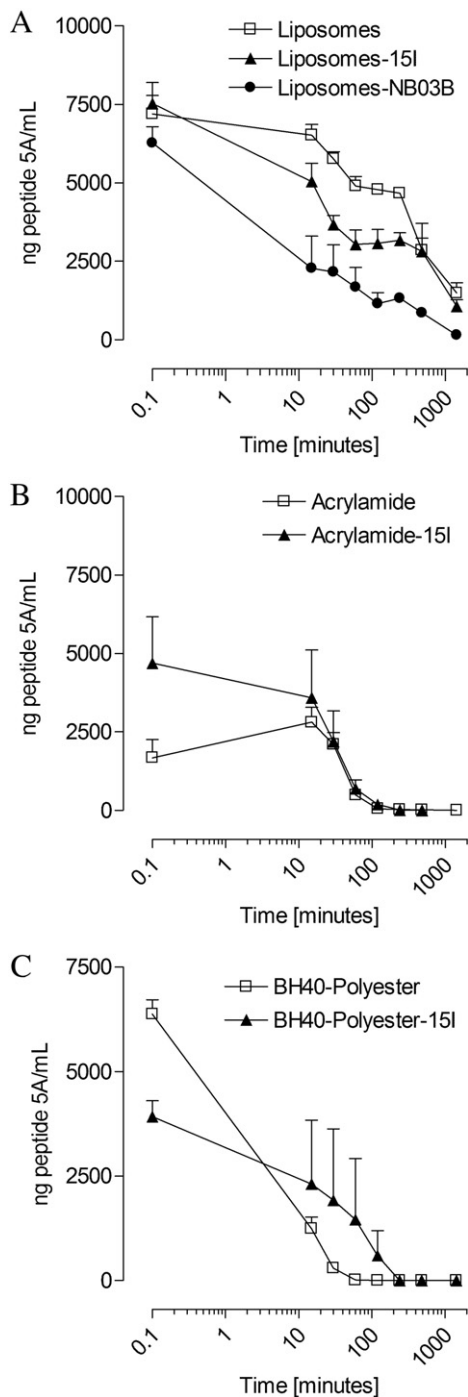 A
Liposomes
Liposomes-15I
Liposomes-NB03B
ng peptide 5A/mL
10000
7500
5000
2500
0
0.1
1
10
100
1000
Time [minutes]
B
Acrylamide
Acrylamide-15I
ng peptide 5A/mL
10000
7500
5000
2500
0
0.1
1
10
100
1000
Time [minutes]
C
BH40-Polyester
BH40-Polyester-15I
ng peptide 5A/mL
7500
5000
2500
0
0.1
1
10
100
1000
Time [minutes]